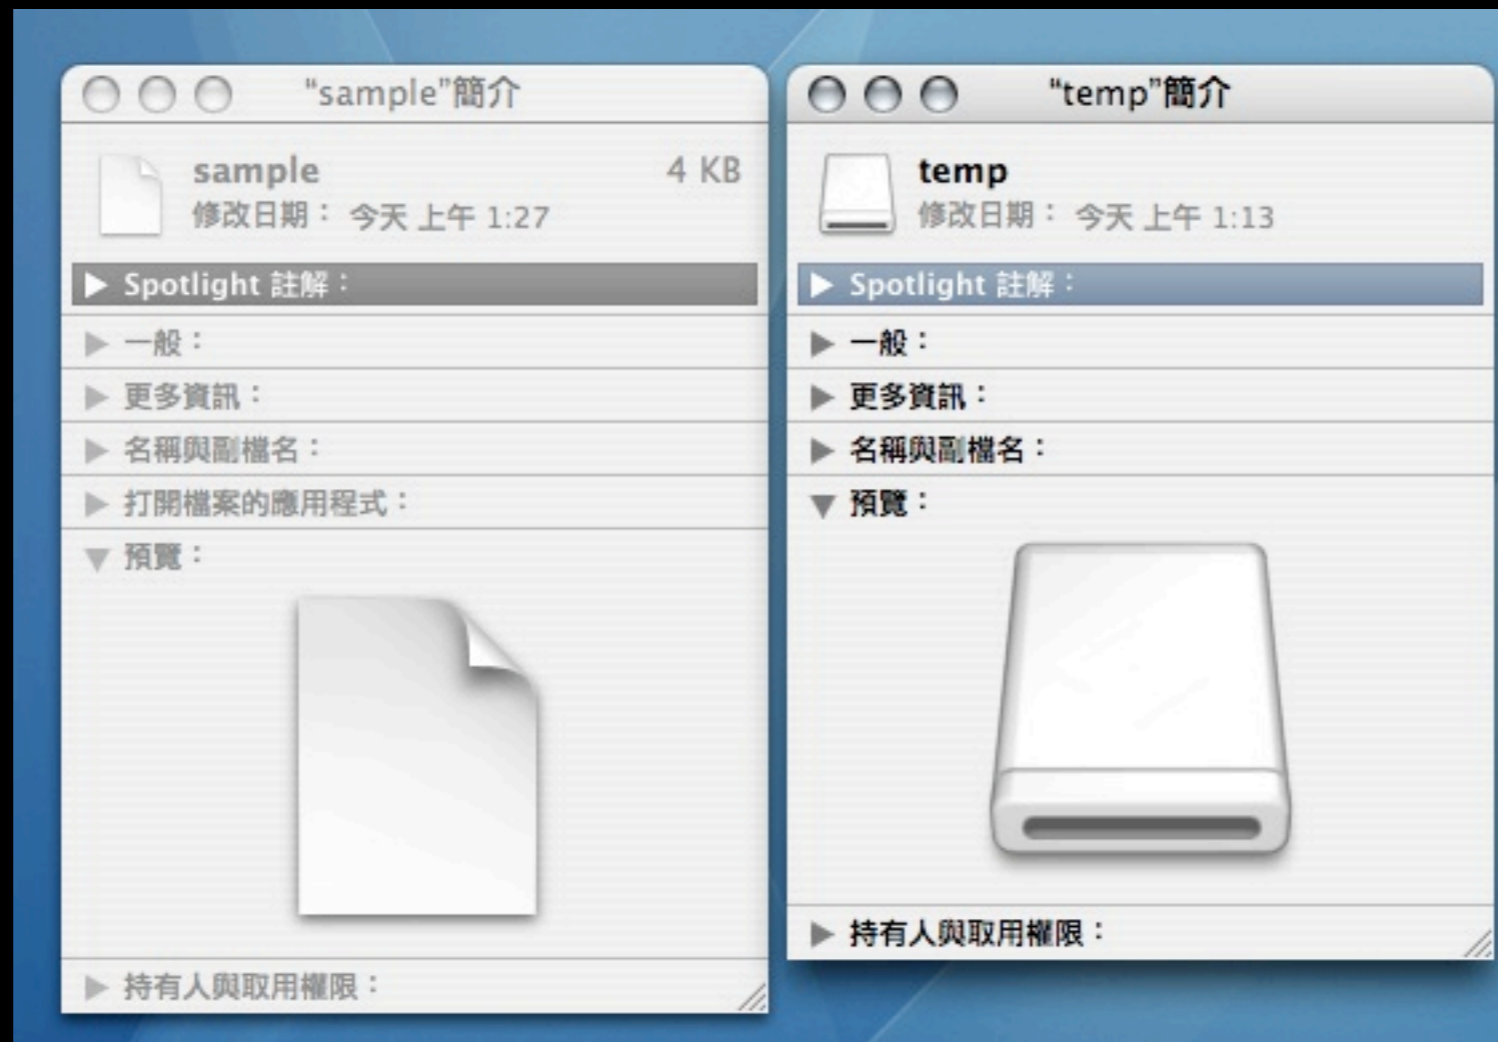 “sample”簡介
sample 4 KB
修改日期： 今天 上午 1:27
Spotlight 註解：
一般：
更多資訊：
名稱與副檔名：
打開檔案的應用程式：
預覽：
持有人與取用權限：
“temp”簡介
temp
修改日期： 今天 上午 1:13
Spotlight 註解：
一般：
更多資訊：
名稱與副檔名：
預覽：
持有人與取用權限：